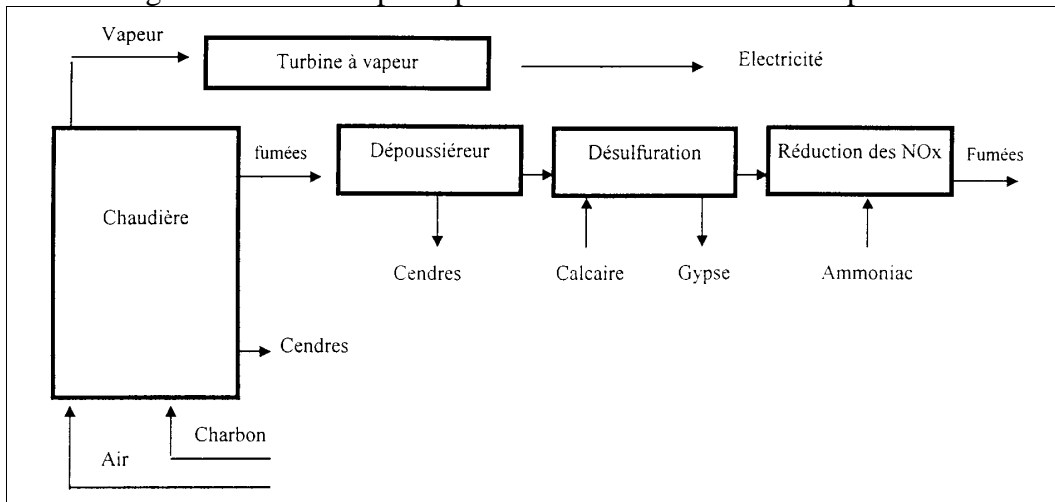 Vapeur
Turbine à vapeur
Electricité
fumées
Dépoussiéreur
Désulfuration
Réduction des NOx
Fumées
Chaudière
Cendres
Calcaire
Gypse
Ammoniac
Cendres
Charbon
Air